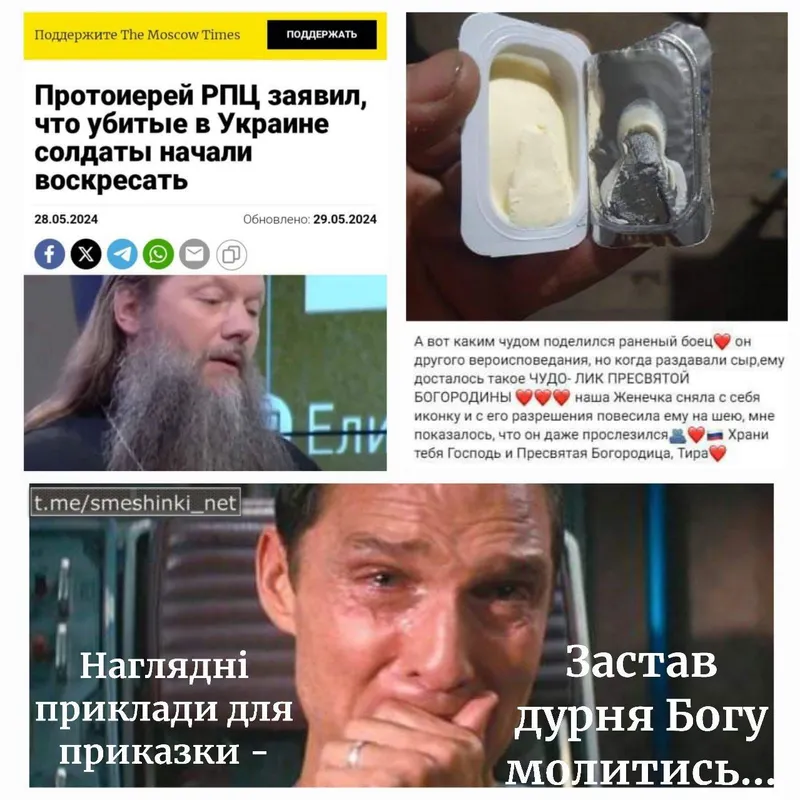 Поддержите The Moscow Times
ПОДДЕРЖАТЬ
Протоиерей РПЦ заявил,
что убитые в Украине
солдаты начали
воскресать
28.05.2024
Обновлено: 29.05.2024
Ели
А вот каким чудом поделился раненый боец❤️ он
другого вероисповедания, но когда раздавали сыр,ему
досталось такое ЧУДО- ЛИК ПРЕСВЯТОЙ
БОГОРОДИНЫ ❤️❤️❤️ наша Женечка сняла с себя
иконку и с его разрешения повесила ему на шею, мне
показалось, что он даже прослезился🫂❤️🇷🇺 Храни
тебя Господь и Пресвятая Богородица, Тира❤️
t.me/smeshinki_net
Наглядні
приклади для
приказки -
Застав
дурня Богу
молитись...